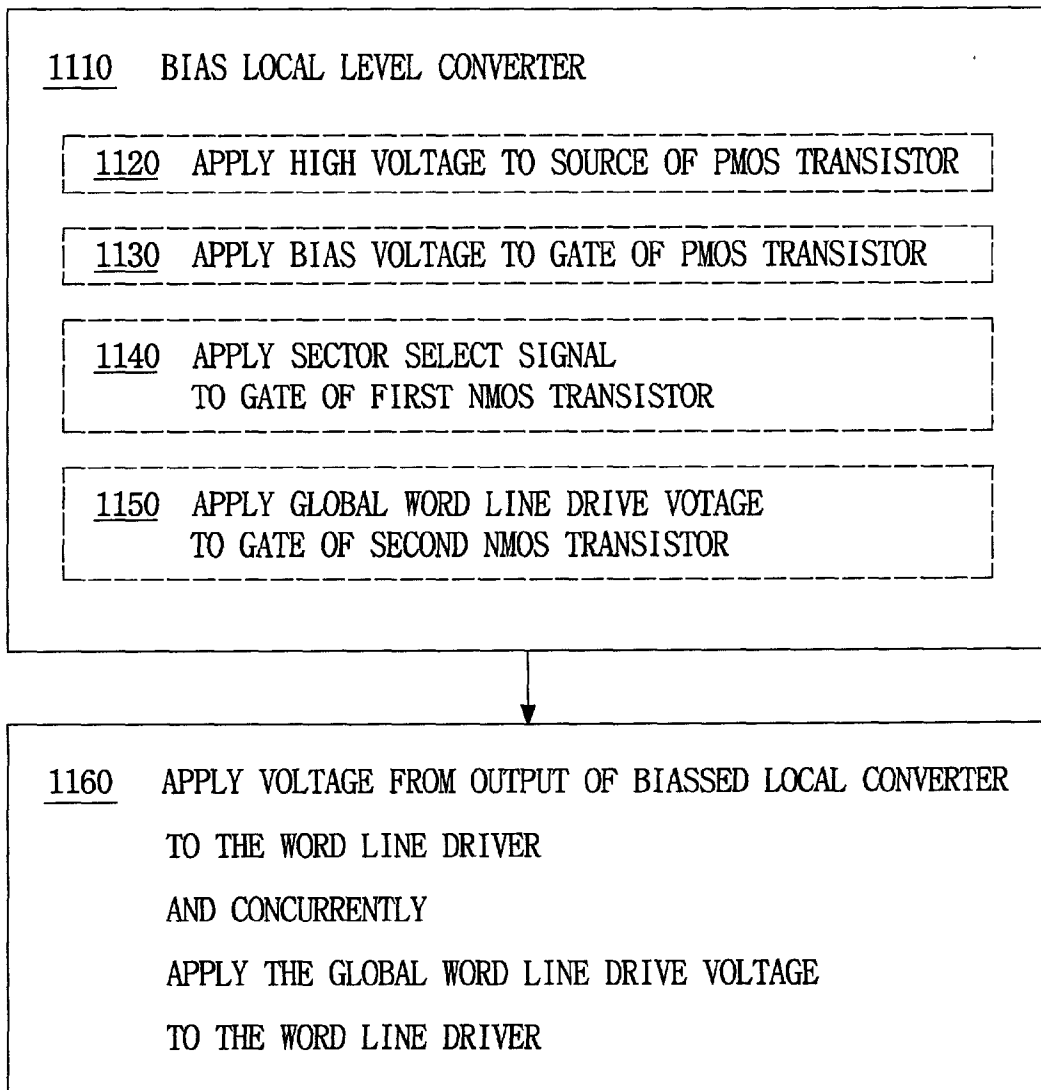 1110 BIAS LOCAL LEVEL CONVERTER
1120 APPLY HIGH VOLTAGE TO SOURCE OF PMOS TRANSISTOR
1130 APPLY BIAS VOLTAGE TO GATE OF PMOS TRANSISTOR
1140 APPLY SECTOR SELECT SIGNAL
TO GATE OF FIRST NMOS TRANSISTOR
1150 APPLY GLOBAL WORD LINE DRIVE VOTAGE
TO GATE OF SECOND NMOS TRANSISTOR
1160 APPLY VOLTAGE FROM OUTPUT OF BIASSED LOCAL CONVERTER
TO THE WORD LINE DRIVER
AND CONCURRENTLY
APPLY THE GLOBAL WORD LINE DRIVE VOLTAGE
TO THE WORD LINE DRIVER